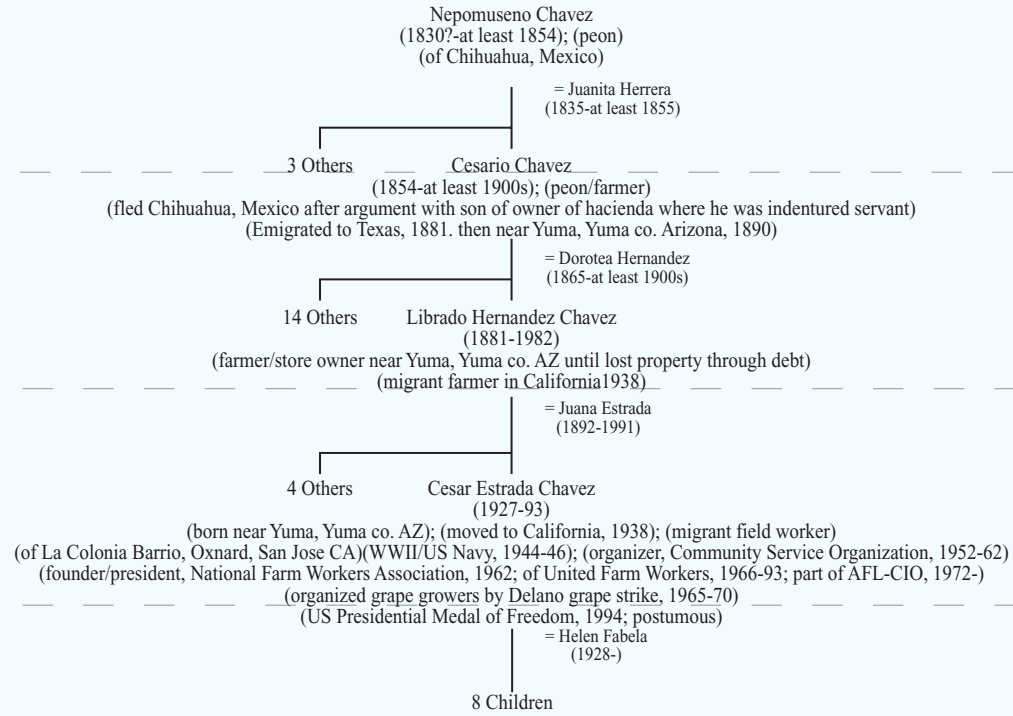 Nepomuseno Chavez
(1830?-at least 1854); (peon)
(of Chihuahua, Mexico)
= Juanita Herrera
(1835-at least 1855)
3 Others
Cesario Chavez
(1854-at least 1900s); (peon/farmer)
(fled Chihuahua, Mexico after argument with son of owner of hacienda where he was indentured servant)
(Emigrated to Texas, 1881. then near Yuma, Yuma co. Arizona, 1890)
= Dorotea Hernandez
(1865-at least 1900s)
14 Others
Librado Hernandez Chavez
(1881-1982)
(farmer/store owner near Yuma, Yuma co. AZ until lost property through debt)
(migrant farmer in California1938)
= Juana Estrada
(1892-1991)
4 Others
Cesar Estrada Chavez
(1927-93)
(born near Yuma, Yuma co. AZ); (moved to California, 1938); (migrant field worker)
(of La Colonia Barrio, Oxnard, San Jose CA)(WWII/US Navy, 1944-46); (organizer, Community Service Organization, 1952-62)
(founder/president, National Farm Workers Association, 1962; of United Farm Workers, 1966-93; part of AFL-CIO, 1972-)
(organized grape growers by Delano grape strike, 1965-70)
(US Presidential Medal of Freedom, 1994; postumous)
= Helen Fabela
(1928-)
8 Children